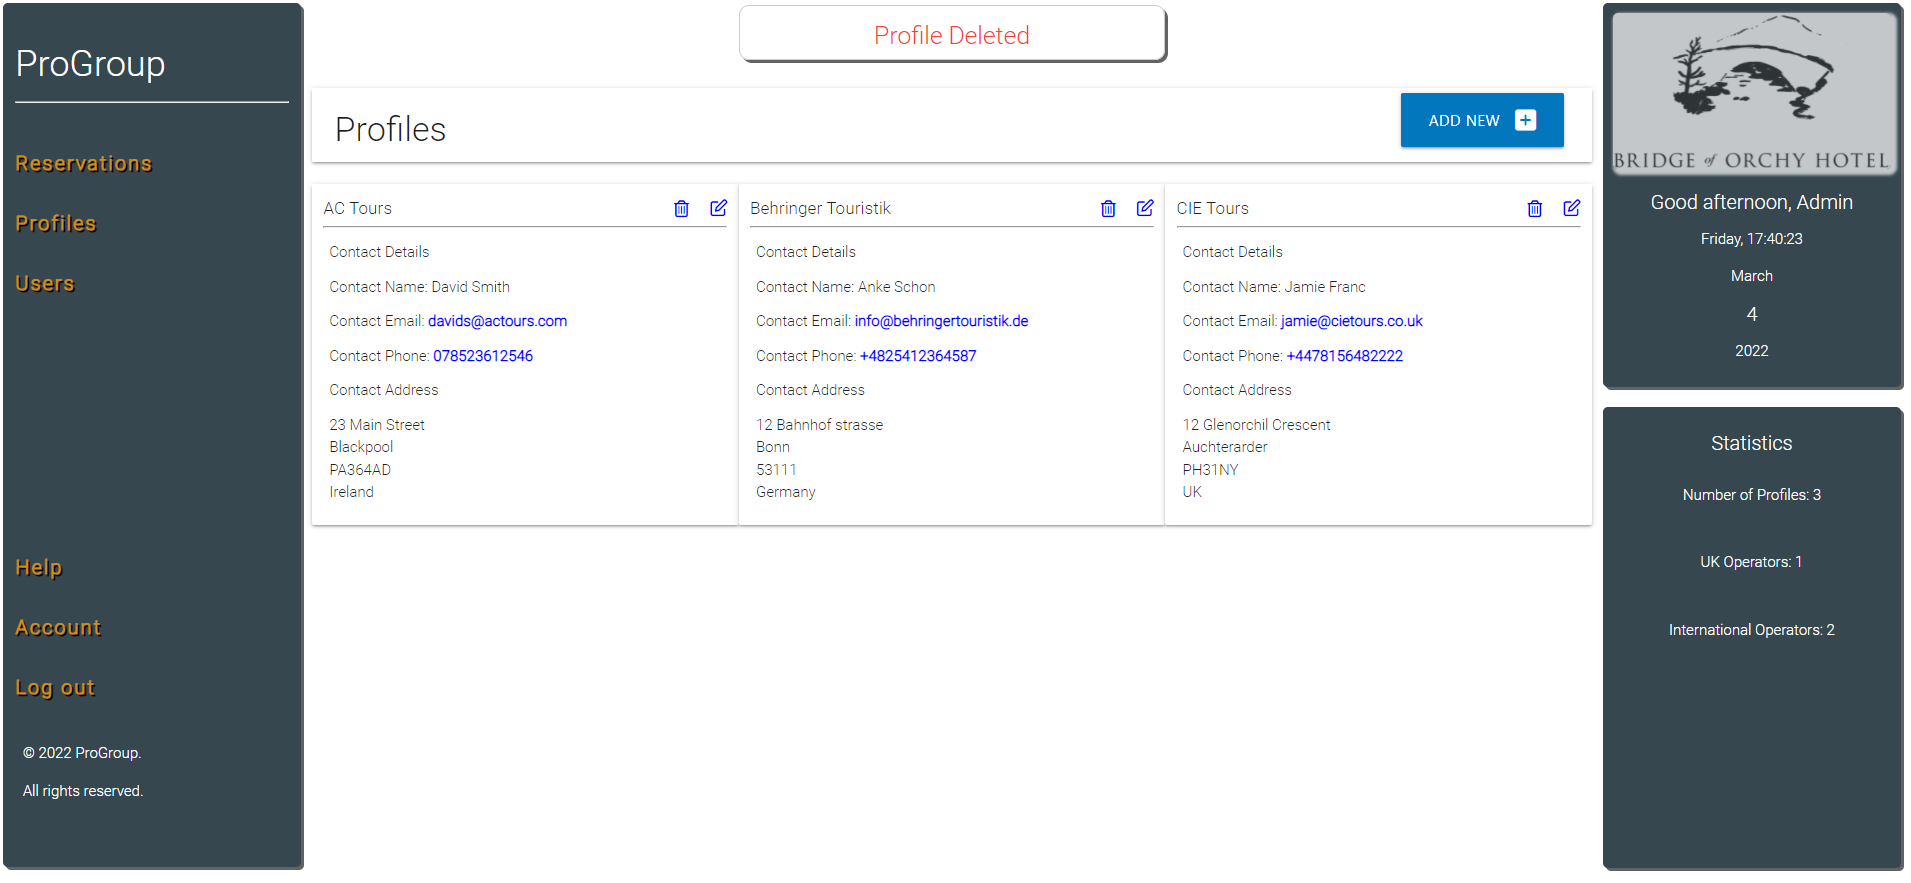 ProGroup
Reservations
Profiles
Users
Help
Account
Log out
© 2022 ProGroup.
All rights reserved.
Profile Deleted
Profiles
ADD NEW
AC Tours
Contact Details
Contact Name: David Smith
Contact Email: davids@actours.com
Contact Phone: 078523612546
Contact Address
23 Main Street
Blackpool
PA364AD
Ireland
Behringer Touristik
Contact Details
Contact Name: Anke Schon
Contact Email: info@behringertouristik.de
Contact Phone: +4825412364587
Contact Address
12 Bahnhof strasse
Bonn
53111
Germany
CIE Tours
Contact Details
Contact Name: Jamie Franc
Contact Email: jamie@cietours.co.uk
Contact Phone: +4478156482222
Contact Address
12 Glenorchil Crescent
Auchterarder
PH31NY
UK
BRIDGE of ORCHY HOTEL
Good afternoon, Admin
Friday, 17:40:23
March
4
2022
Statistics
Number of Profiles: 3
UK Operators: 1
International Operators: 2